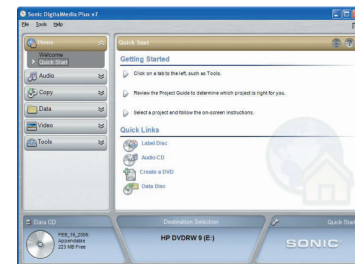 Sonic DigitalMedia Plus v7
File Tools Help
Home
Welcome
Quick Start
Audio
Copy
Data
Video
Tools
Quick Start
Getting Started
Click on a tab to the left, such as Tools.
Review the Project Guide to determine which project is right for you.
Select a project and follow the on-screen instructions.
Quick Links
Label Disc
Audio CD
Create a DVD
Data Disc
Data CD
FEB_16_2006
Appendable
223 MB Free
Destination Selection
HP DVDRW 9 (E:)
Quick Start
SONIC